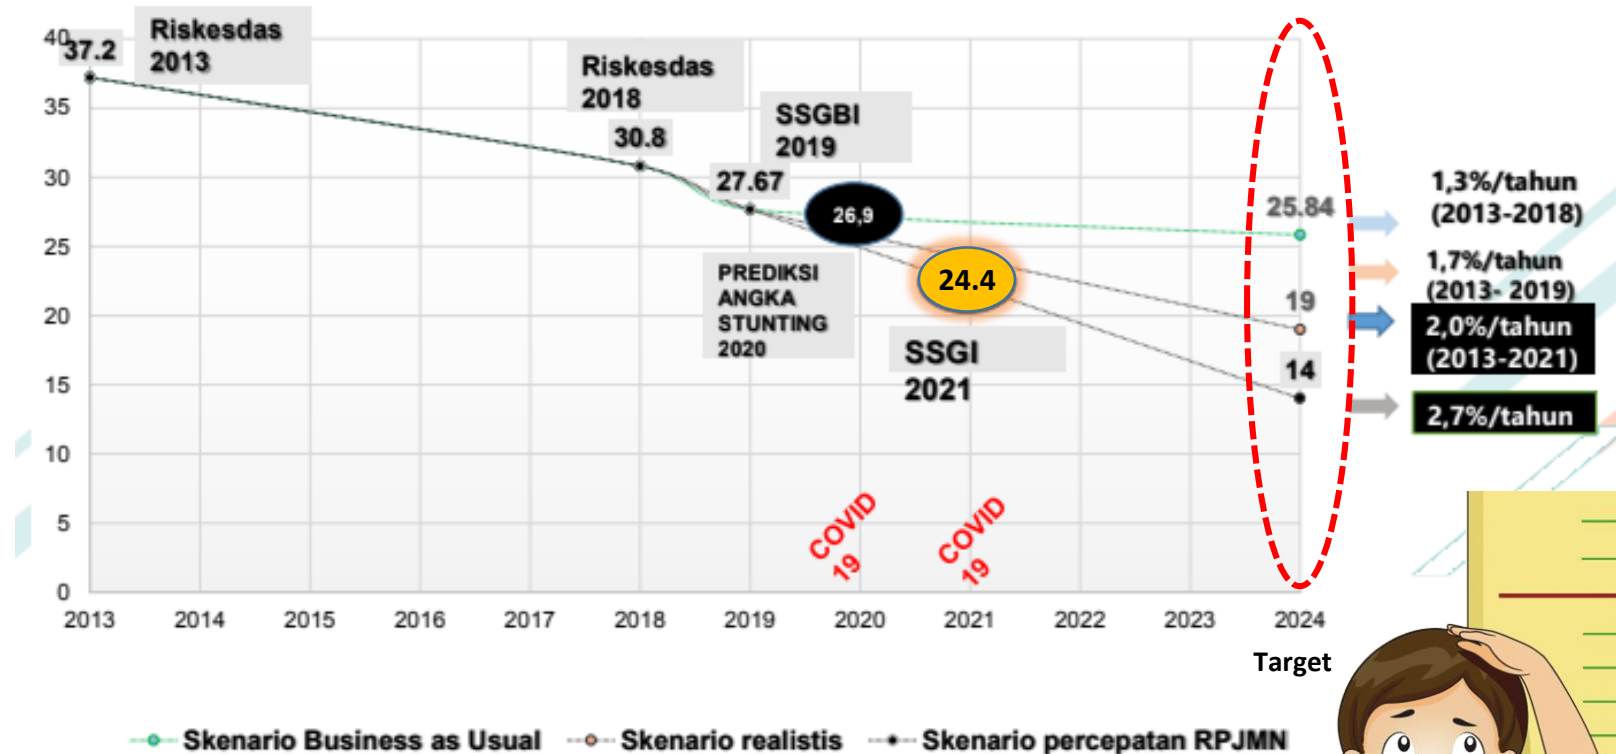 40
37.2
Riskesdas
2013
35
Riskesdas
2018
30.8
SSGBI
2019
30
27.67
26,9
25.84
25
PREDIKSI
ANGKA
STUNTING
2020
24.4
SSGI
2021
20
19
15
14
10
5
0
COVID
19
COVID
19
1,3%/tahun
(2013-2018)
1,7%/tahun
(2013- 2019)
2,0%/tahun
(2013-2021)
2,7%/tahun
2013 2014 2015 2016 2017 2018 2019 2020 2021 2022 2023 2024
Target
Skenario Business as Usual Skenario realistis Skenario percepatan RPJMN